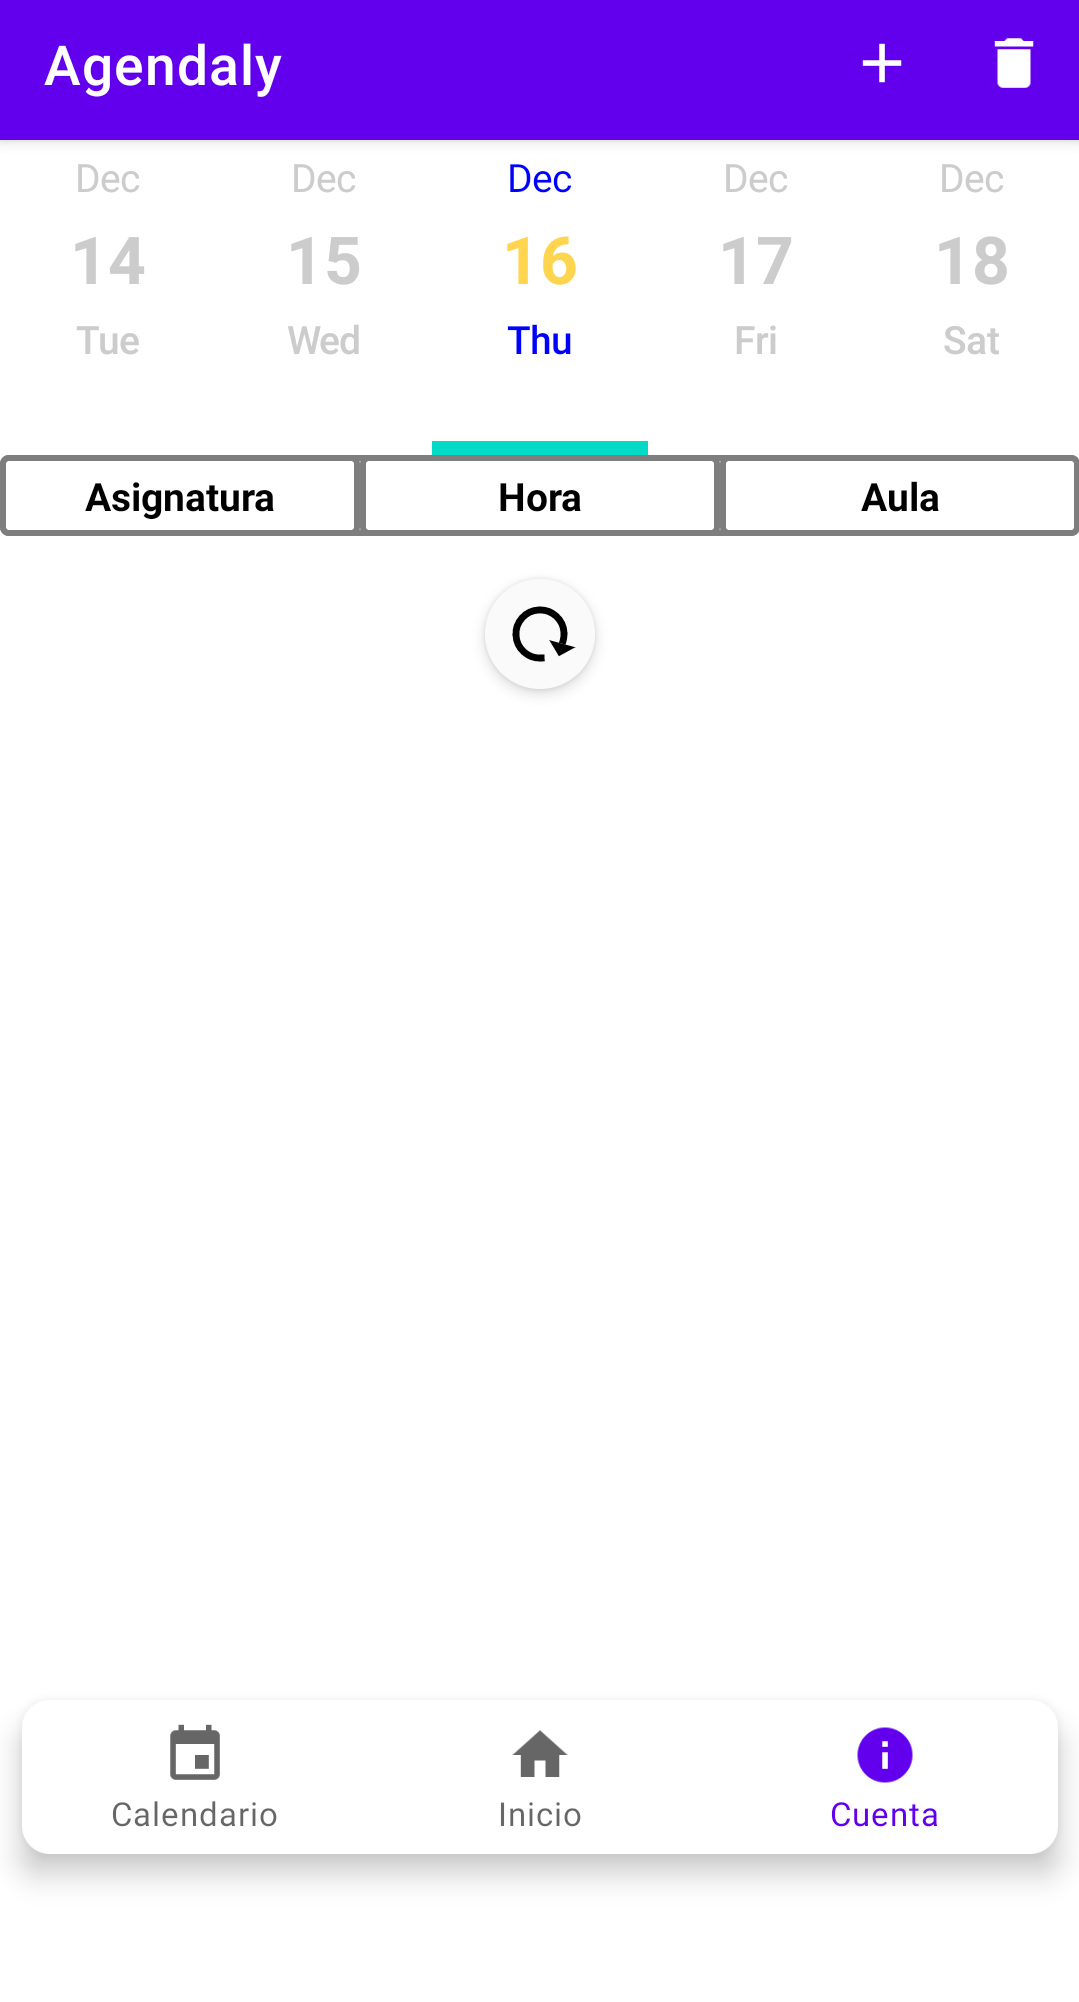 Agendaly
Dec Dec Dec Dec Dec
14 15 16 17 18
Tue Wed Thu Fri Sat
Asignatura Hora Aula
Calendario Inicio Cuenta